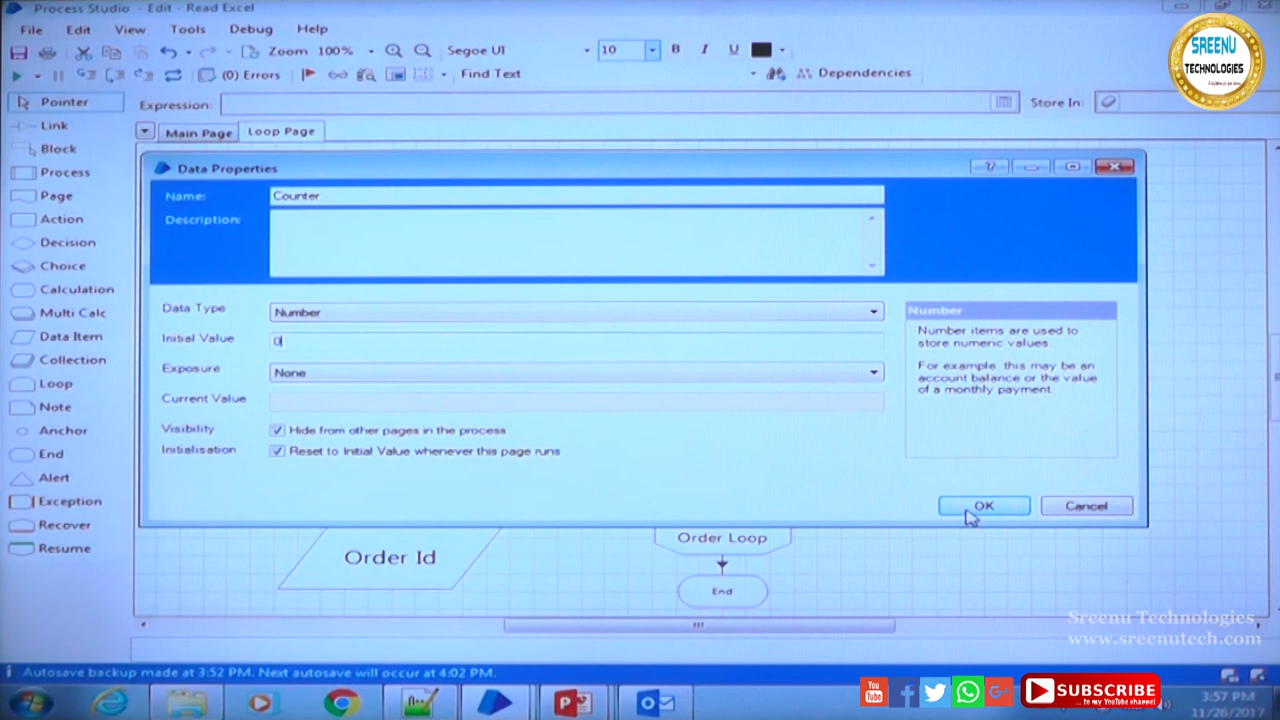 Process Studio - Edit - Read Excel
File Edit View Tools Debug Help
Zoom 100% Segoe UI 10 B I U
(0) Errors Find Text Dependencies
Pointer
Expression: Store In:
Link
Main Page Loop Page
Block
Process
Page
Action
Decision
Choice
Calculation
Multi Calc
Data Item
Collection
Loop
Note
Anchor
End
Alert
Exception
Recover
Resume
Data Properties
Name: Counter
Description:
Data Type Number
Initial Value 0
Exposure None
Current Value
Visibility Hide from other pages in the process
Initialisation Reset to Initial Value whenever this page runs
Number
Number items are used to
store numeric values.
For example, this may be an
account balance or the value
of a monthly payment.
OK Cancel
Order Id
Order Loop
End
SREENU
TECHNOLOGIES
Sreenu Technologies
www.sreenutech.com
Autosave backup made at 3:52 PM. Next autosave will occur at 4:02 PM.
You
Tube
G+
SUBSCRIBE
to my YouTube channel
3:57 PM
11/26/2017